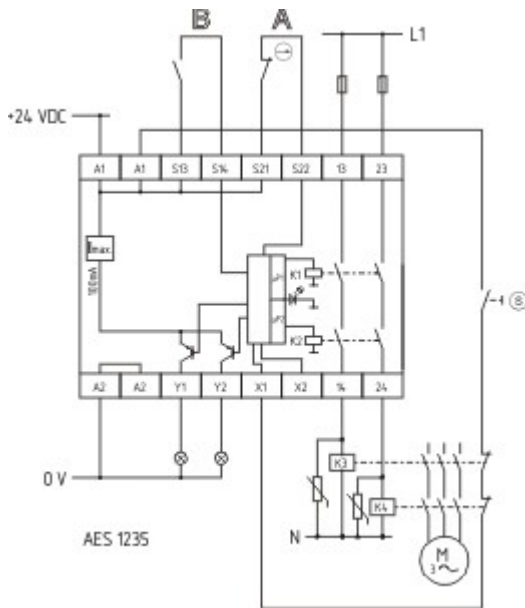 B A
L1
+24 VDC
A1 A1 S13 S14 S21 S22 13 23
Imax.
100mA
K1
K2
A2 A2 Y1 Y2 X1 X2 14 24
0 V
K3
K4
N
M
3~
AES 1235